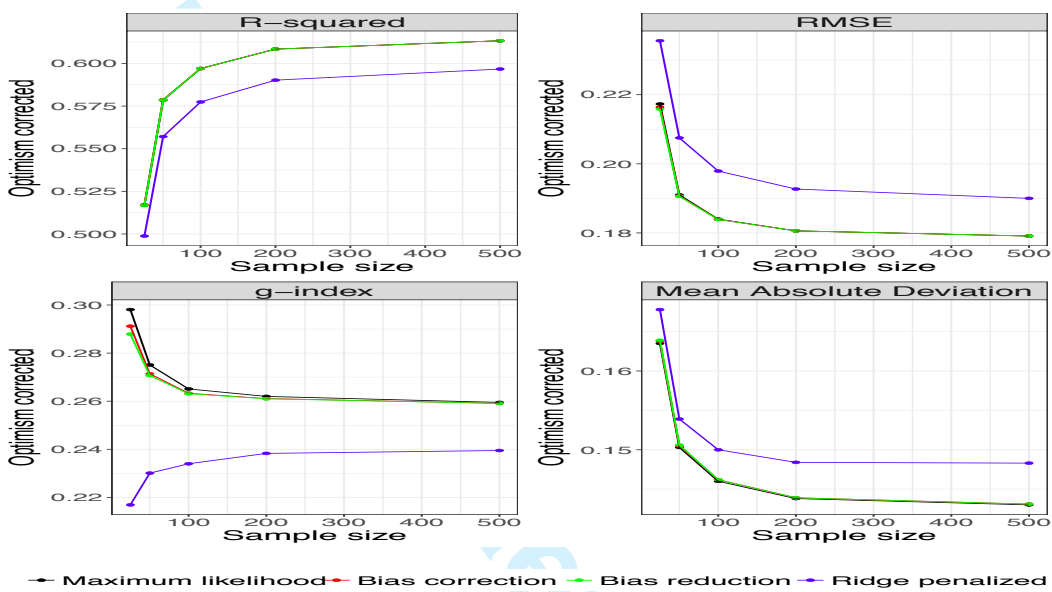 R−squared
RMSE
Optimism corrected
0.600
0.575
0.550
0.525
0.500
100 200 300 400 500
Sample size
Optimism corrected
0.22
0.20
0.18
100 200 300 400 500
Sample size
g−index
Mean Absolute Deviation
Optimism corrected
0.30
0.28
0.26
0.24
0.22
100 200 300 400 500
Sample size
Optimism corrected
0.16
0.15
100 200 300 400 500
Sample size
Maximum likelihood Bias correction Bias reduction Ridge penalized